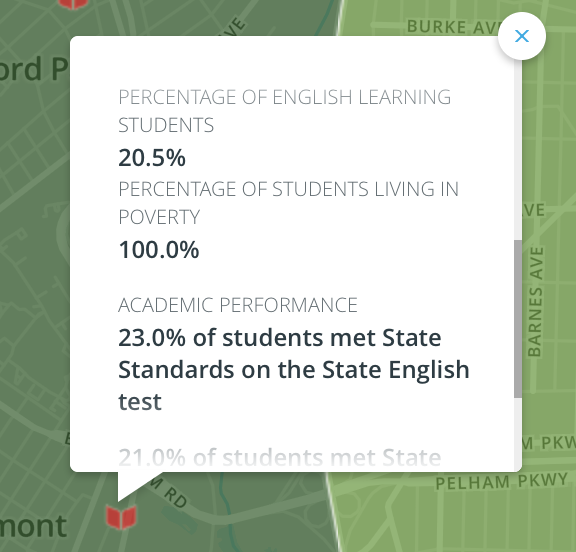 AVE
BURKE AVE
ord P
PERCENTAGE OF ENGLISH LEARNING
STUDENTS
20.5%
PERCENTAGE OF STUDENTS LIVING IN
POVERTY
100.0%
AVE
BARNES AVE
ACADEMIC PERFORMANCE
23.0% of students met State
Standards on the State English
test
21.0% of students met State
M PKW
PELHAM PKWY
M RD
mont